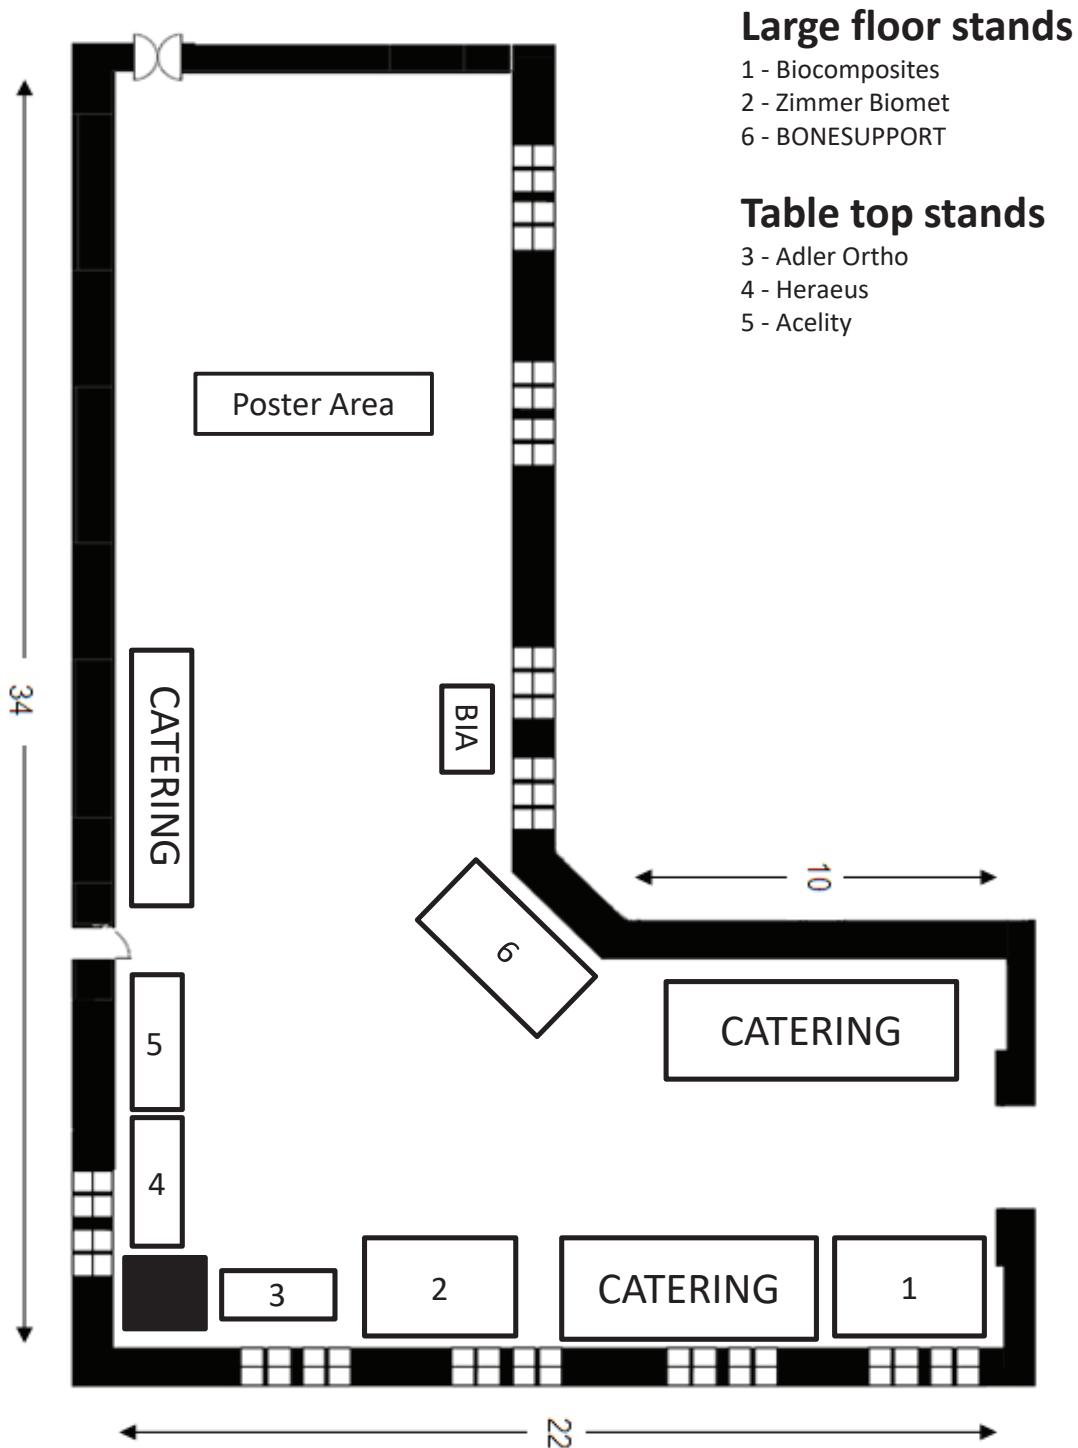 Large floor stands
1 - Biocomposites
2 - Zimmer Biomet
6 - BONESUPPORT
Table top stands
3 - Adler Ortho
4 - Heraeus
5 - Acelity
Poster Area
34
CATERING
BIA
10
6
CATERING
5
4
3
2
CATERING
1
22